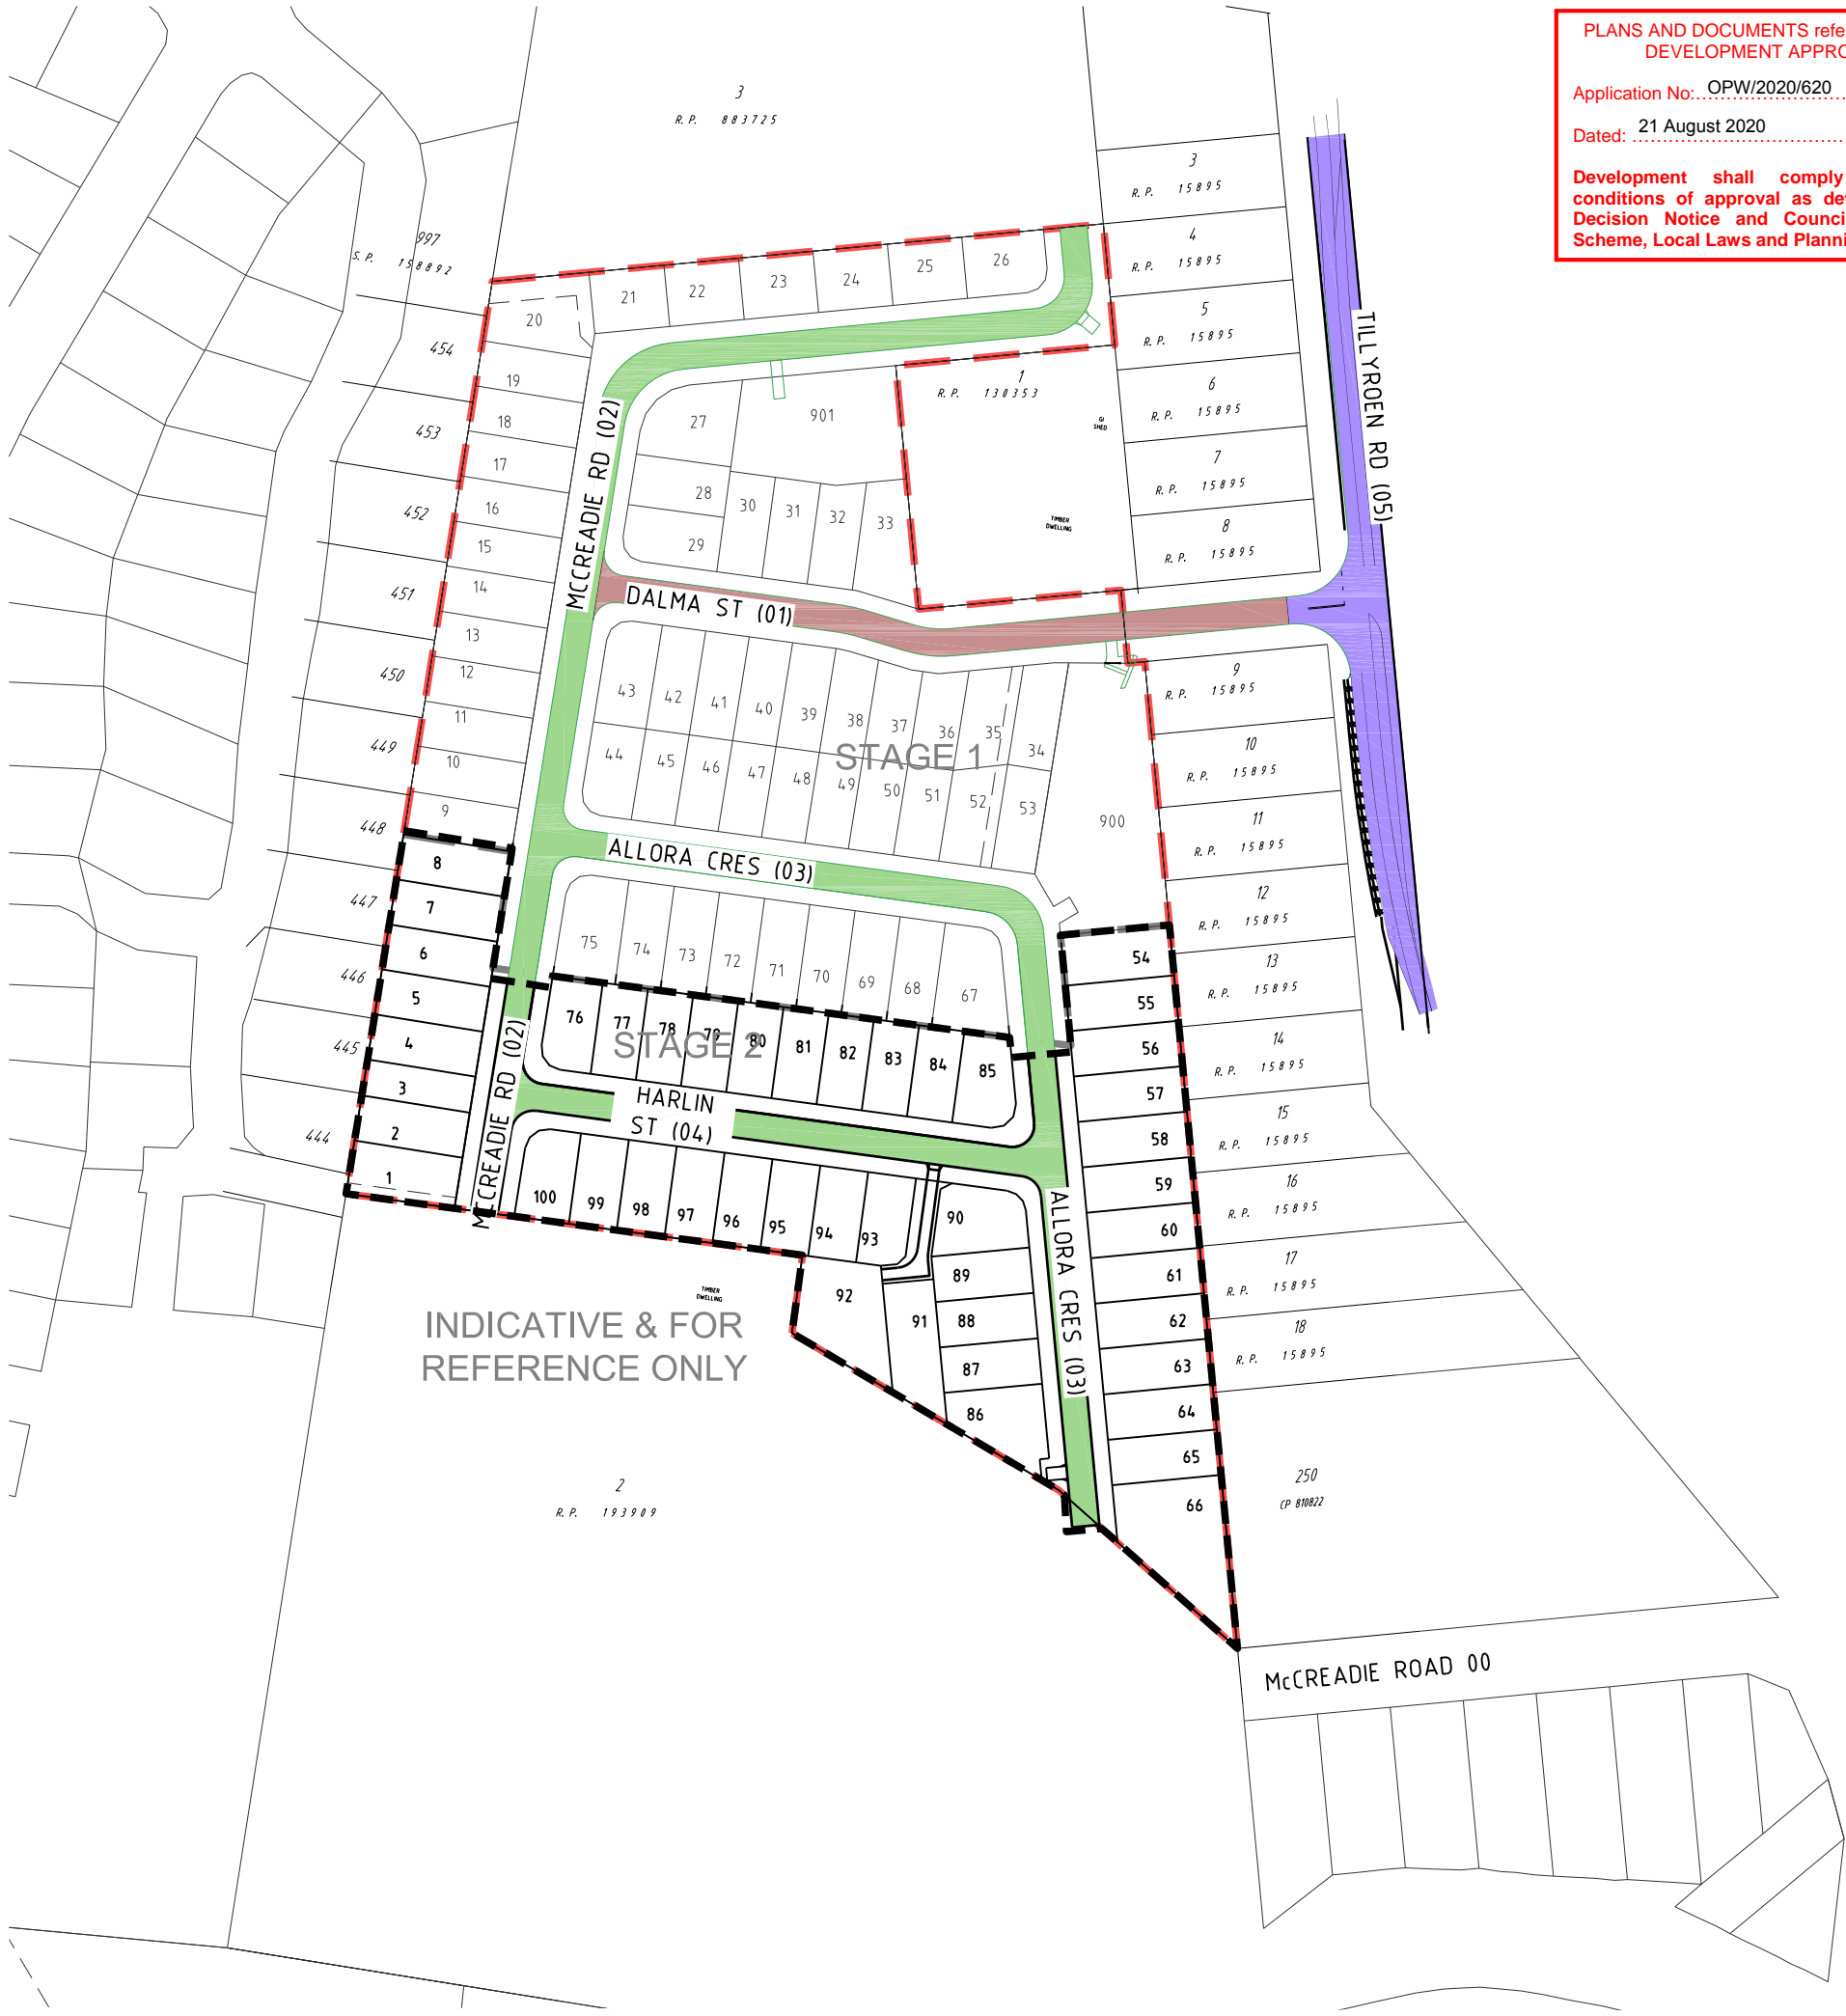 PLANS AND DOCUMENTS refe
DEVELOPMENT APPRO
Application No: OPW/2020/620
Dated: 21 August 2020
Development shall comply
conditions of approval as de
Decision Notice and Counci
Scheme, Local Laws and Planni
3
R.P. 883725
997
S.P. 158892
3
R.P. 15895
4
R.P. 15895
5
R.P. 15895
6
R.P. 15895
7
R.P. 15895
8
R.P. 15895
TILLYROEN RD (05)
20
21
22
23
24
25
26
454
453
452
451
450
449
448
447
446
445
444
19
18
17
16
15
14
13
12
11
10
9
MCCREADIE RD (02)
27
901
28
29
30
31
32
33
1
R.P. 130353
GI
SHED
TIMBER
DWELLING
DALMA ST (01)
43
42
41
40
39
38
37
36
35
34
STAGE 1
44
45
46
47
48
49
50
51
52
53
900
9
R.P. 15895
10
R.P. 15895
11
R.P. 15895
12
R.P. 15895
13
R.P. 15895
14
R.P. 15895
15
R.P. 15895
16
R.P. 15895
17
R.P. 15895
18
R.P. 15895
ALLORA CRES (03)
8
7
6
5
4
3
2
1
75
74
73
72
71
70
69
68
67
76
77
78
79
80
81
82
83
84
85
STAGE 2
MCCREADIE RD (02)
HARLIN
ST (04)
54
55
56
57
58
59
60
61
62
63
64
65
66
100
99
98
97
96
95
94
93
92
91
90
89
88
87
86
ALLORA CRES (03)
TIMBER
DWELLING
INDICATIVE & FOR
REFERENCE ONLY
2
R.P. 193909
250
CP 810822
McCREADIE ROAD 00